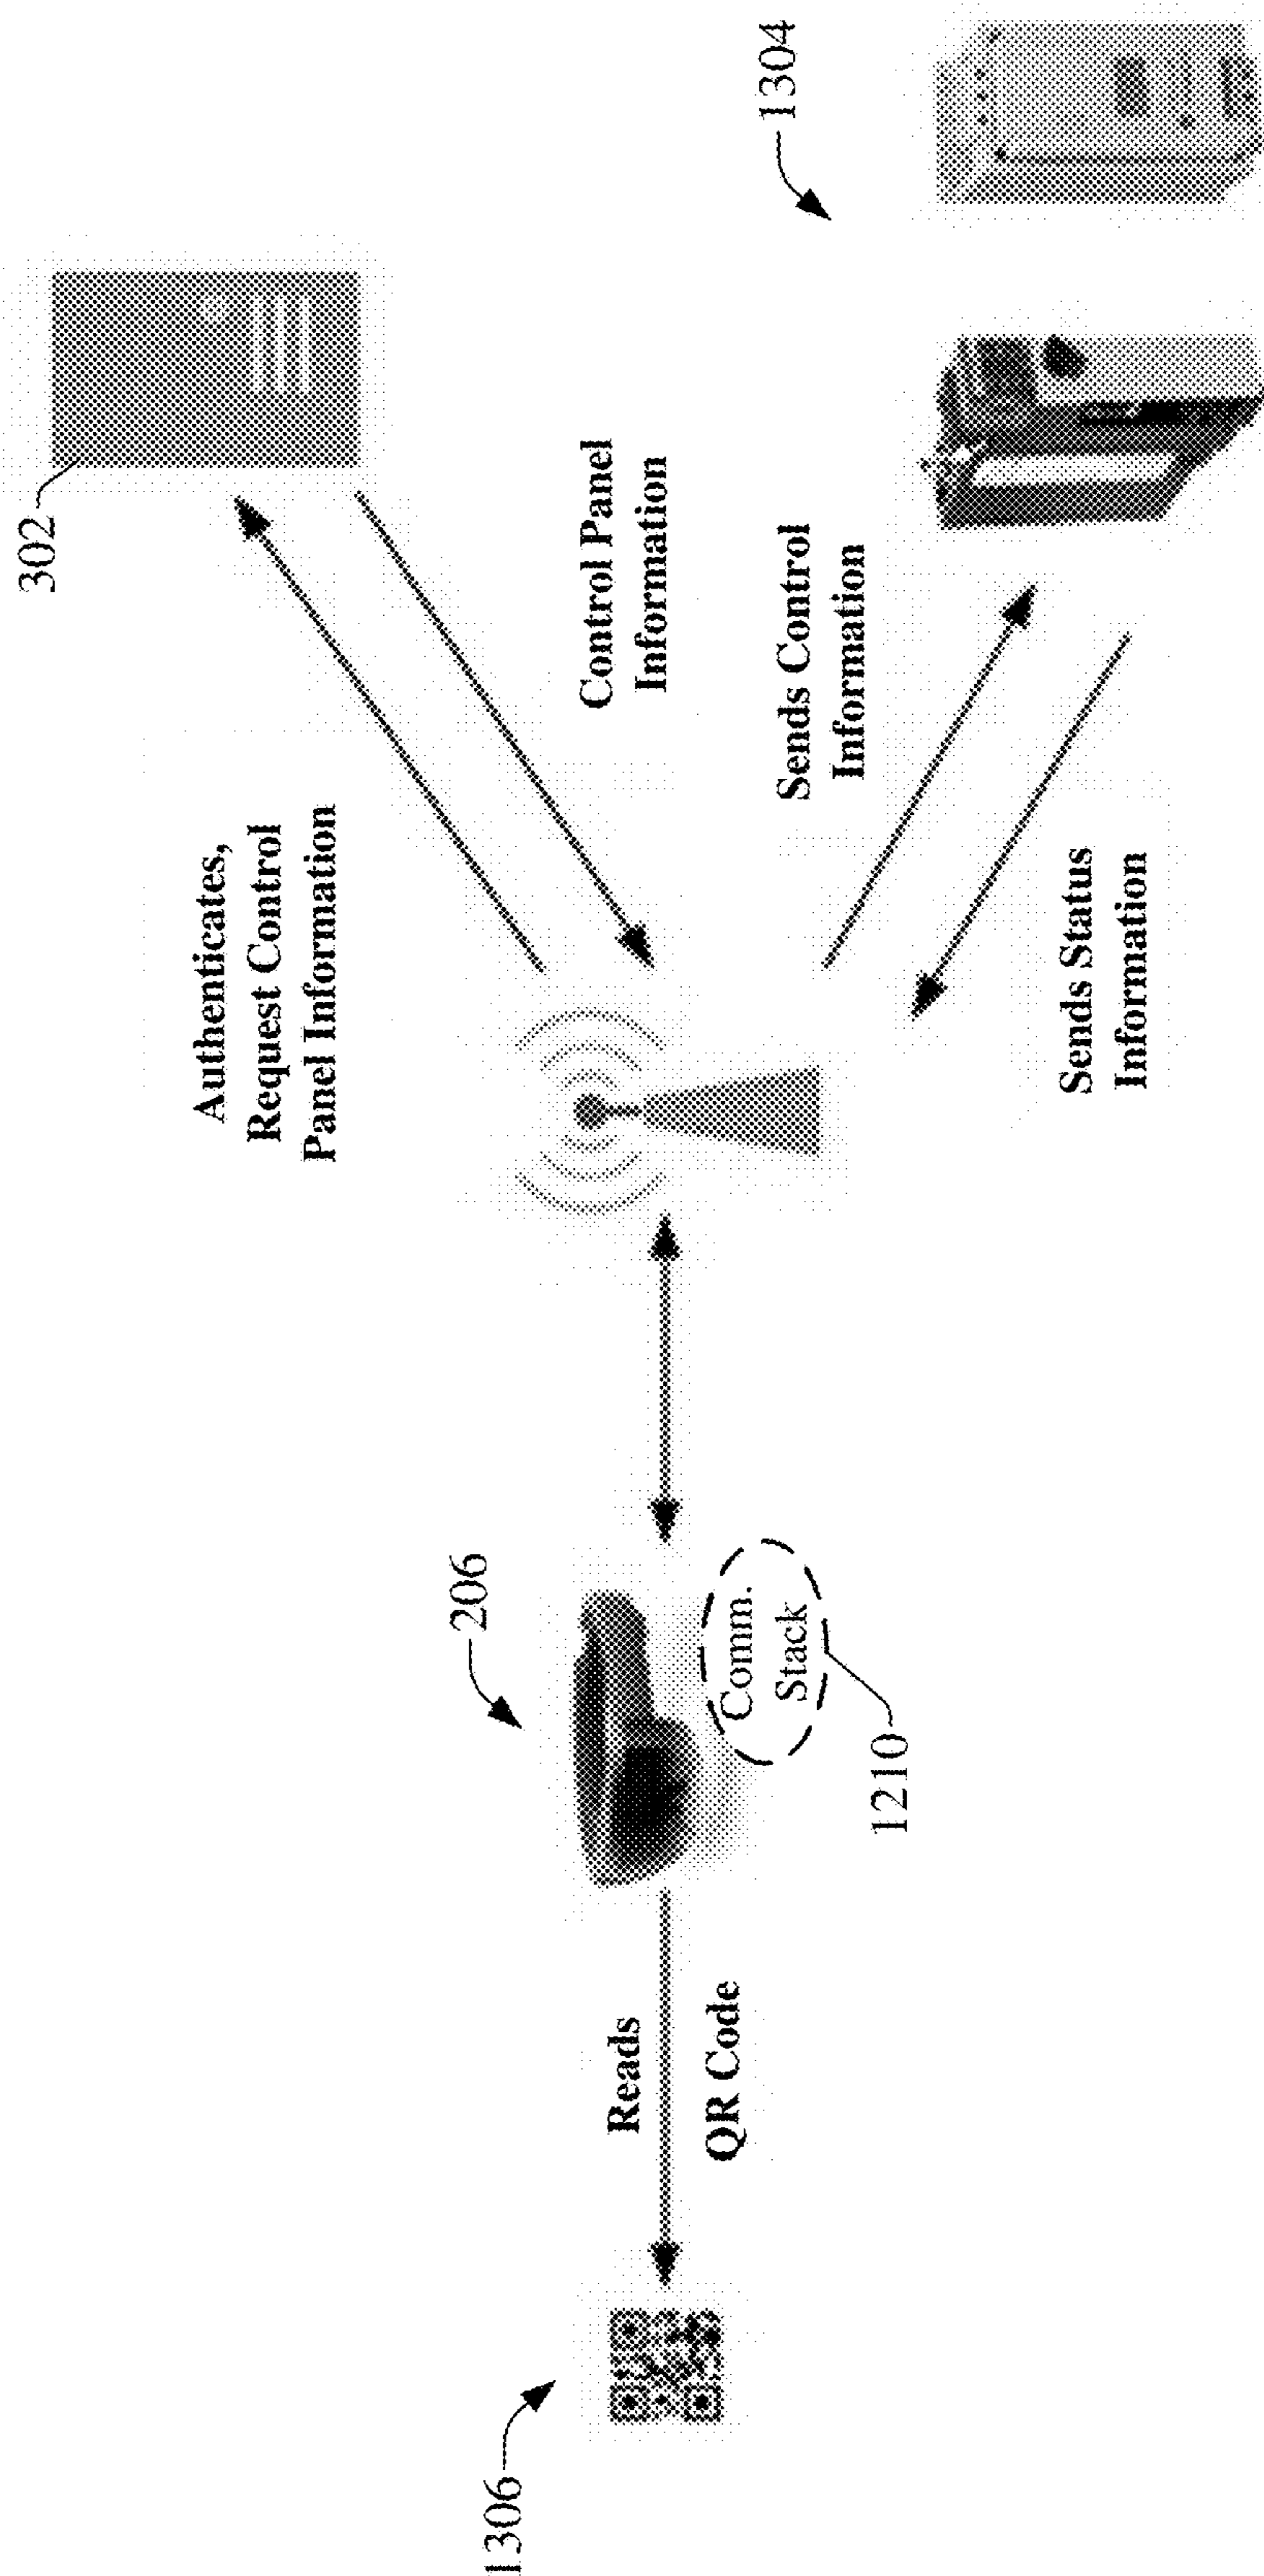 302
Authenticates,
Request Control
Panel Information
Control Panel
Information
206
1306
Reads
QR Code
Comm.
Stack
1210
Sends Control
Information
1304
Sends Status
Information